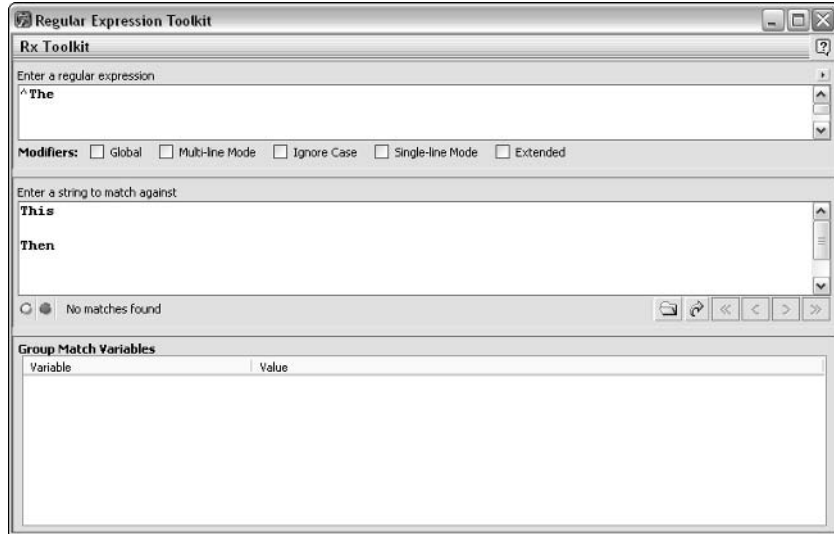 Regular Expression Toolkit
Rx Toolkit
Enter a regular expression
^The
Modifiers: Global Multi-line Mode Ignore Case Single-line Mode Extended
Enter a string to match against
This
Then
No matches found
Group Match Variables
Variable Value